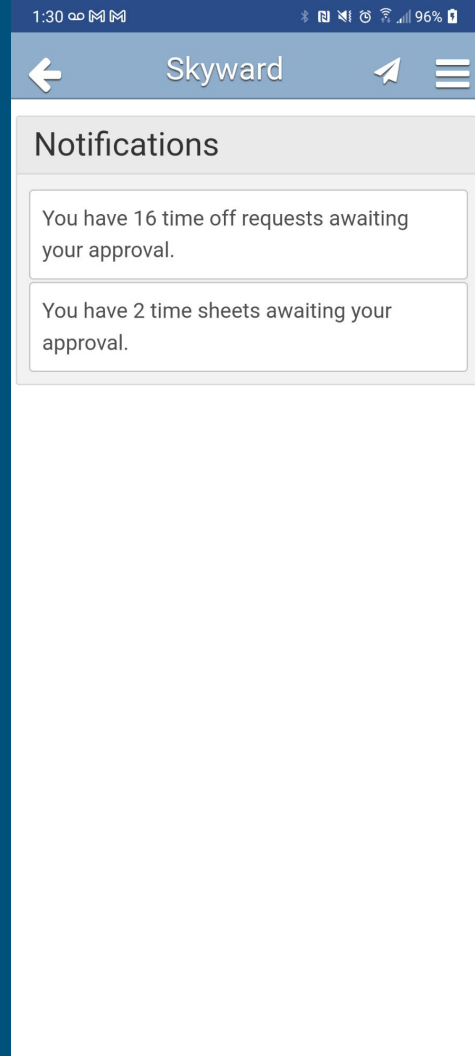 1:30
96%
Skyward
Notifications
You have 16 time off requests awaiting
your approval.
You have 2 time sheets awaiting your
approval.